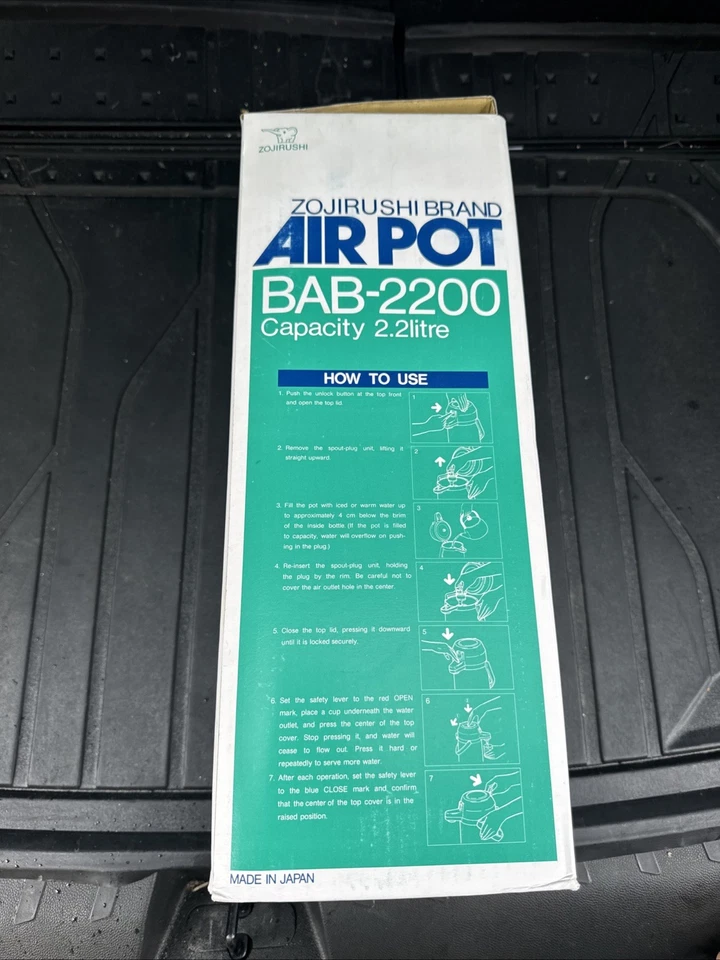 ZOJIRUSHI
ZOJIRUSHI BRAND
AIR POT
BAB-2200
Capacity 2.2litre
HOW TO USE
1. Push the unlock button at the top front
and open the top lid.
1
2. Remove the spout-plug unit, lifting it
straight upward.
2
3. Fill the pot with iced or warm water up
to approximately 4 cm below the brim
of the inside bottle. (If the pot is filled
to capacity, water will overflow on push-
ing in the plug.)
3
4. Re-insert the spout-plug unit, holding
the plug by the rim. Be careful not to
cover the air outlet hole in the center.
4
5. Close the top lid, pressing it downward
until it is locked securely.
5
6. Set the safety lever to the red OPEN
mark, place a cup underneath the water
outlet, and press the center of the top
cover. Stop pressing it, and water will
cease to flow out. Press it hard or
repeatedly to serve more water.
6
7. After each operation, set the safety lever
to the blue CLOSE mark and confirm
that the center of the top cover is in the
raised position.
7
MADE IN JAPAN